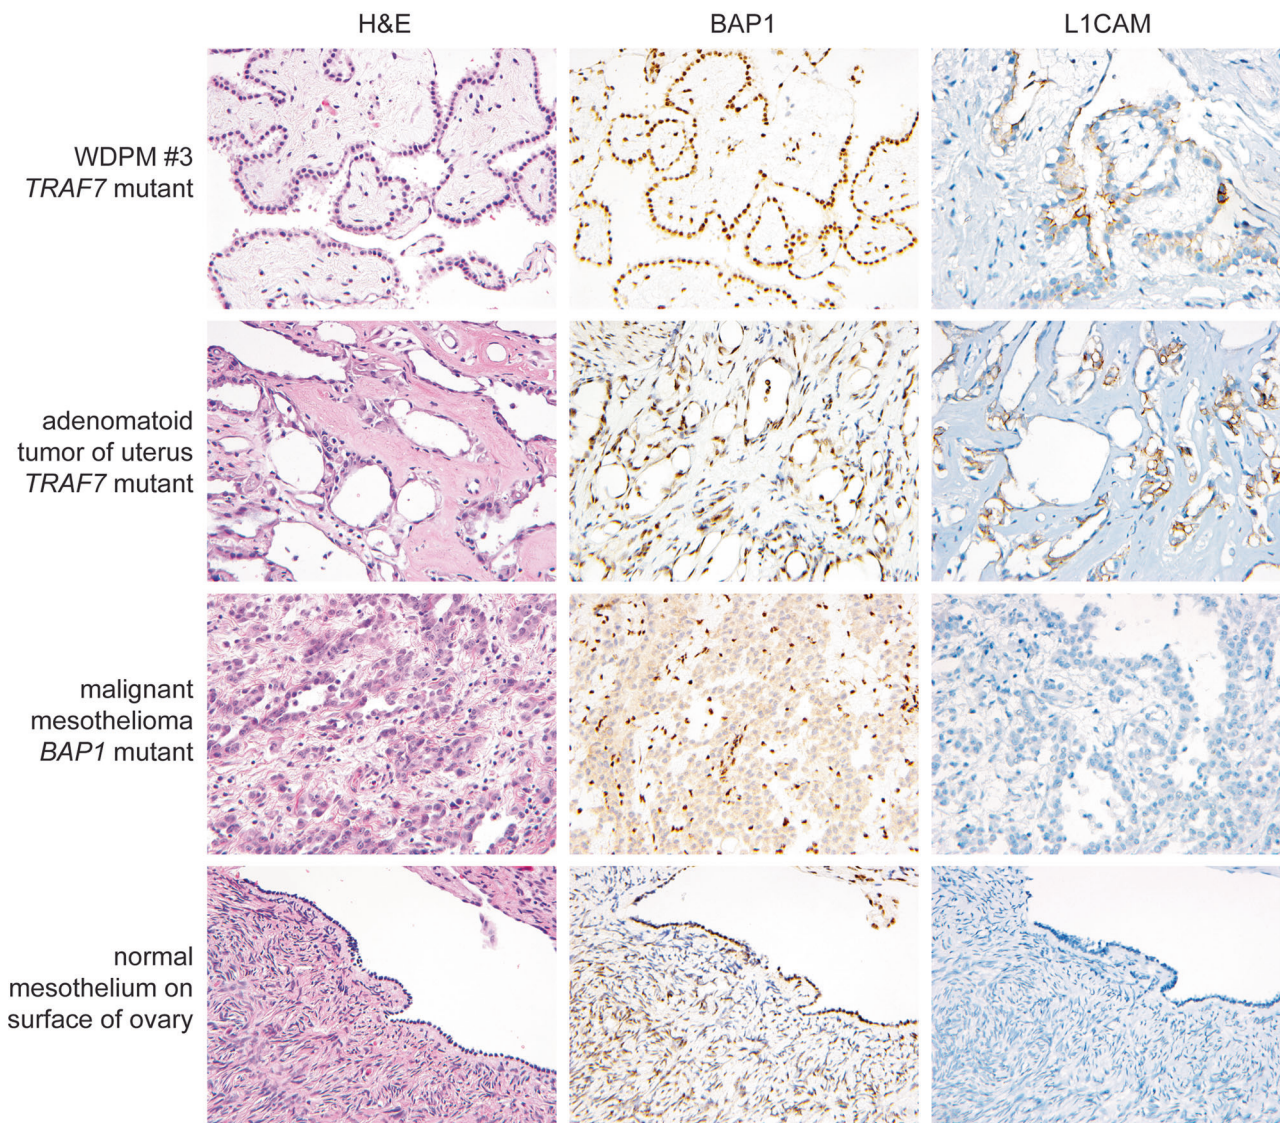 H&E
BAP1
L1CAM
WDPM #3
TRAF7 mutant
adenomatoid
tumor of uterus
TRAF7 mutant
malignant
mesothelioma
BAP1 mutant
normal
mesothelium on
surface of ovary